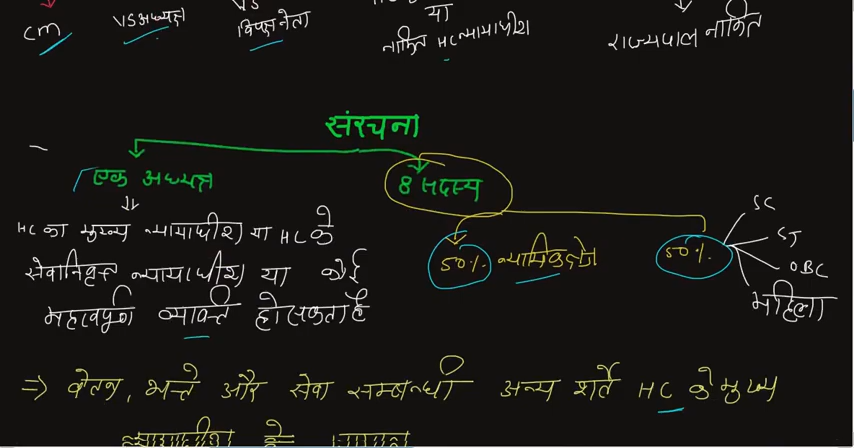 या
CM
VS अध्यक्ष
VS
विपक्ष नेता
नामित HC न्यायाधीश
राज्यपाल नामित
संरचना
एक अध्यक्ष
8 सदस्य
HC का मुख्य न्यायाधीश या HC के
सेवानिवृत्त न्यायाधीश या कोई
महत्वपूर्ण व्यक्ति हो सकता है
50% न्यायिक क्षेत्र
50%
SC
ST
OBC
महिला
⇒ वेतन, भत्ते और सेवा सम्बन्धी अन्य शर्ते HC के मुख्य